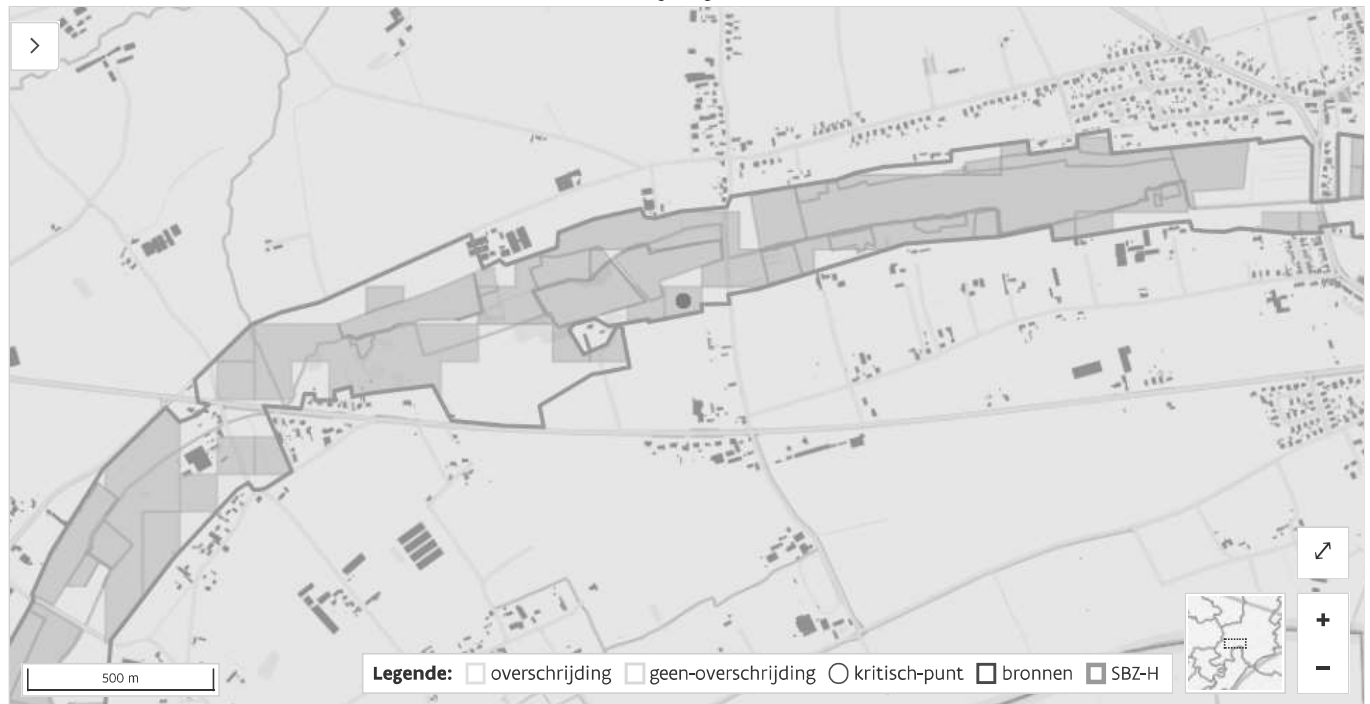 500 m
Legende: overschrijding geen-overschrijding kritisch-punt bronnen SBZ-H
+
−